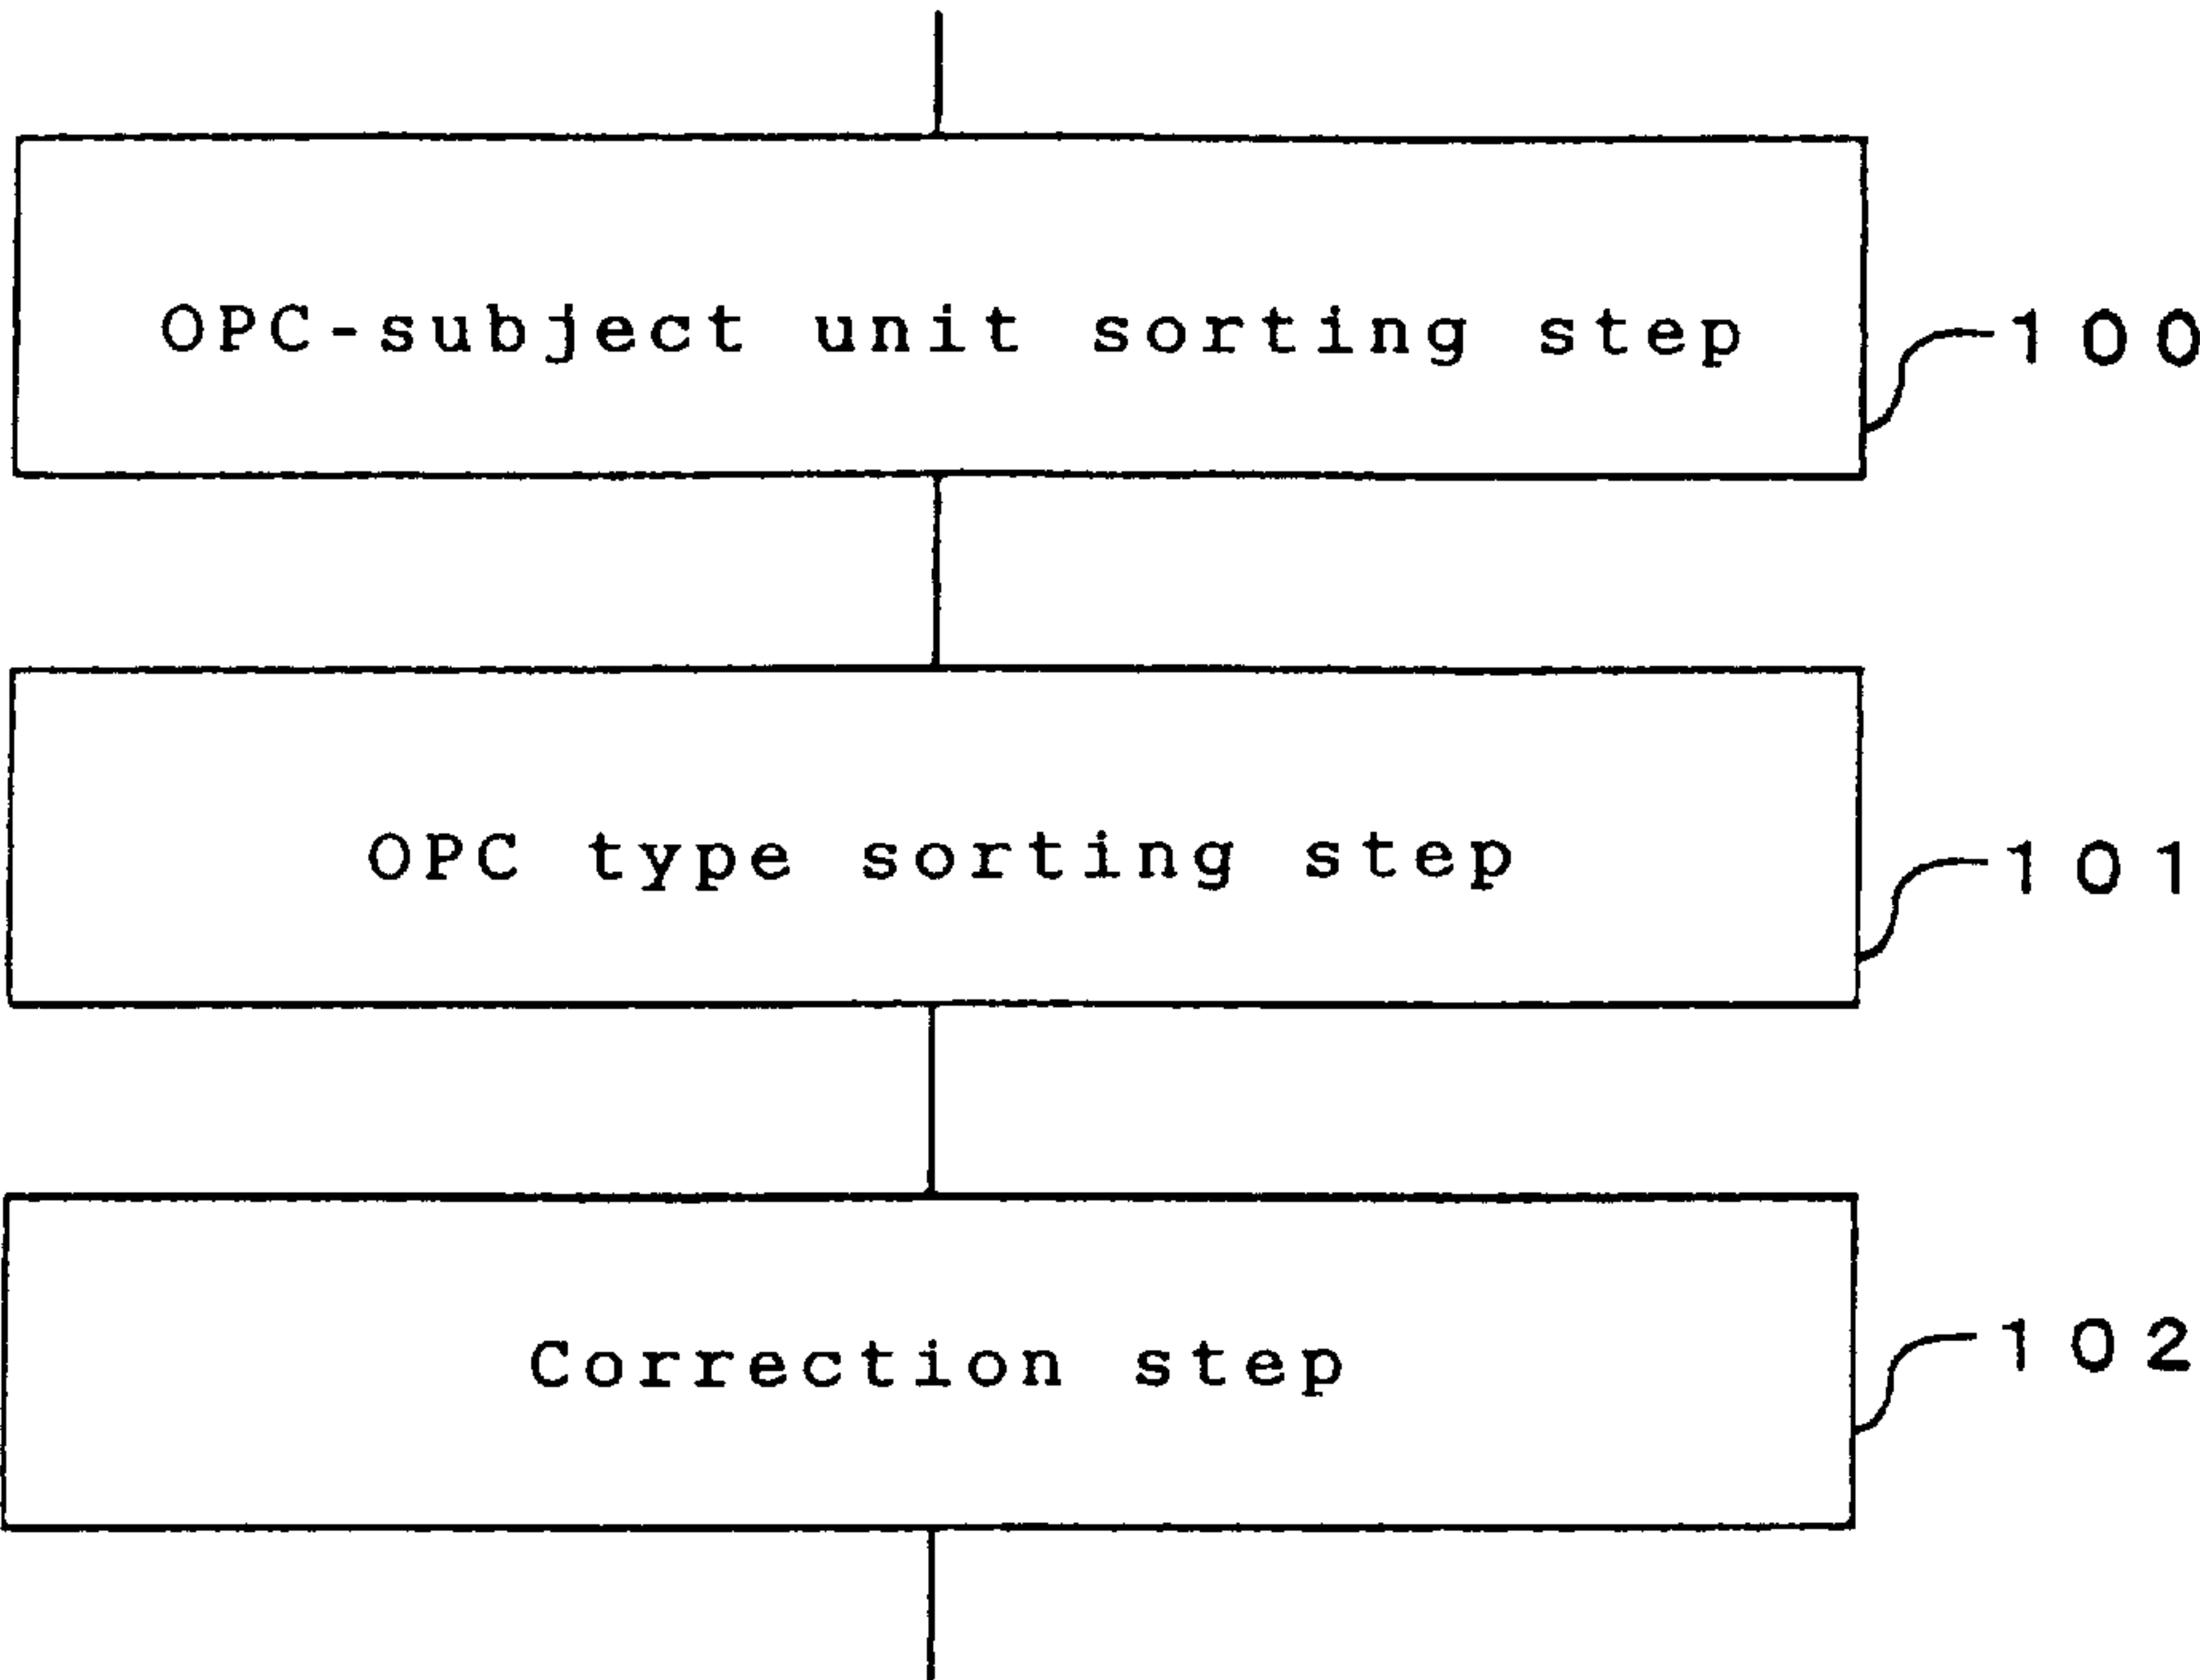 OPC-subject unit sorting step
100
OPC type sorting step
101
Correction step
102